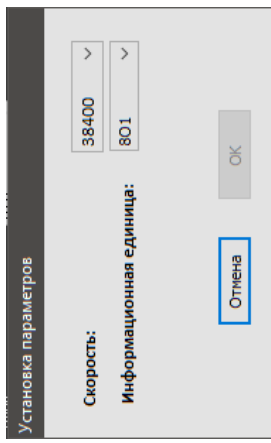 Установка параметров
Скорость: 38400
Информационная единица: 8O1
Отмена OK